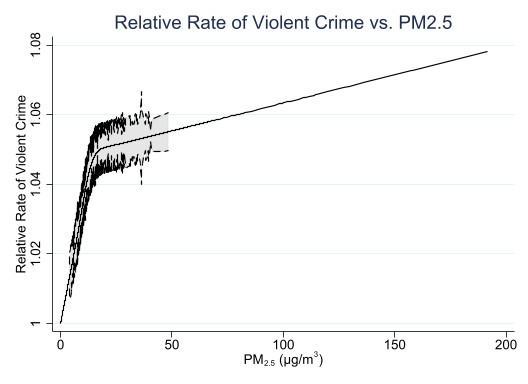 Relative Rate of Violent Crime vs. PM2.5
Relative Rate of Violent Crime
1.08
1.06
1.04
1.02
1
0 50 100 150 200
PM₂.₅ (μg/m³)